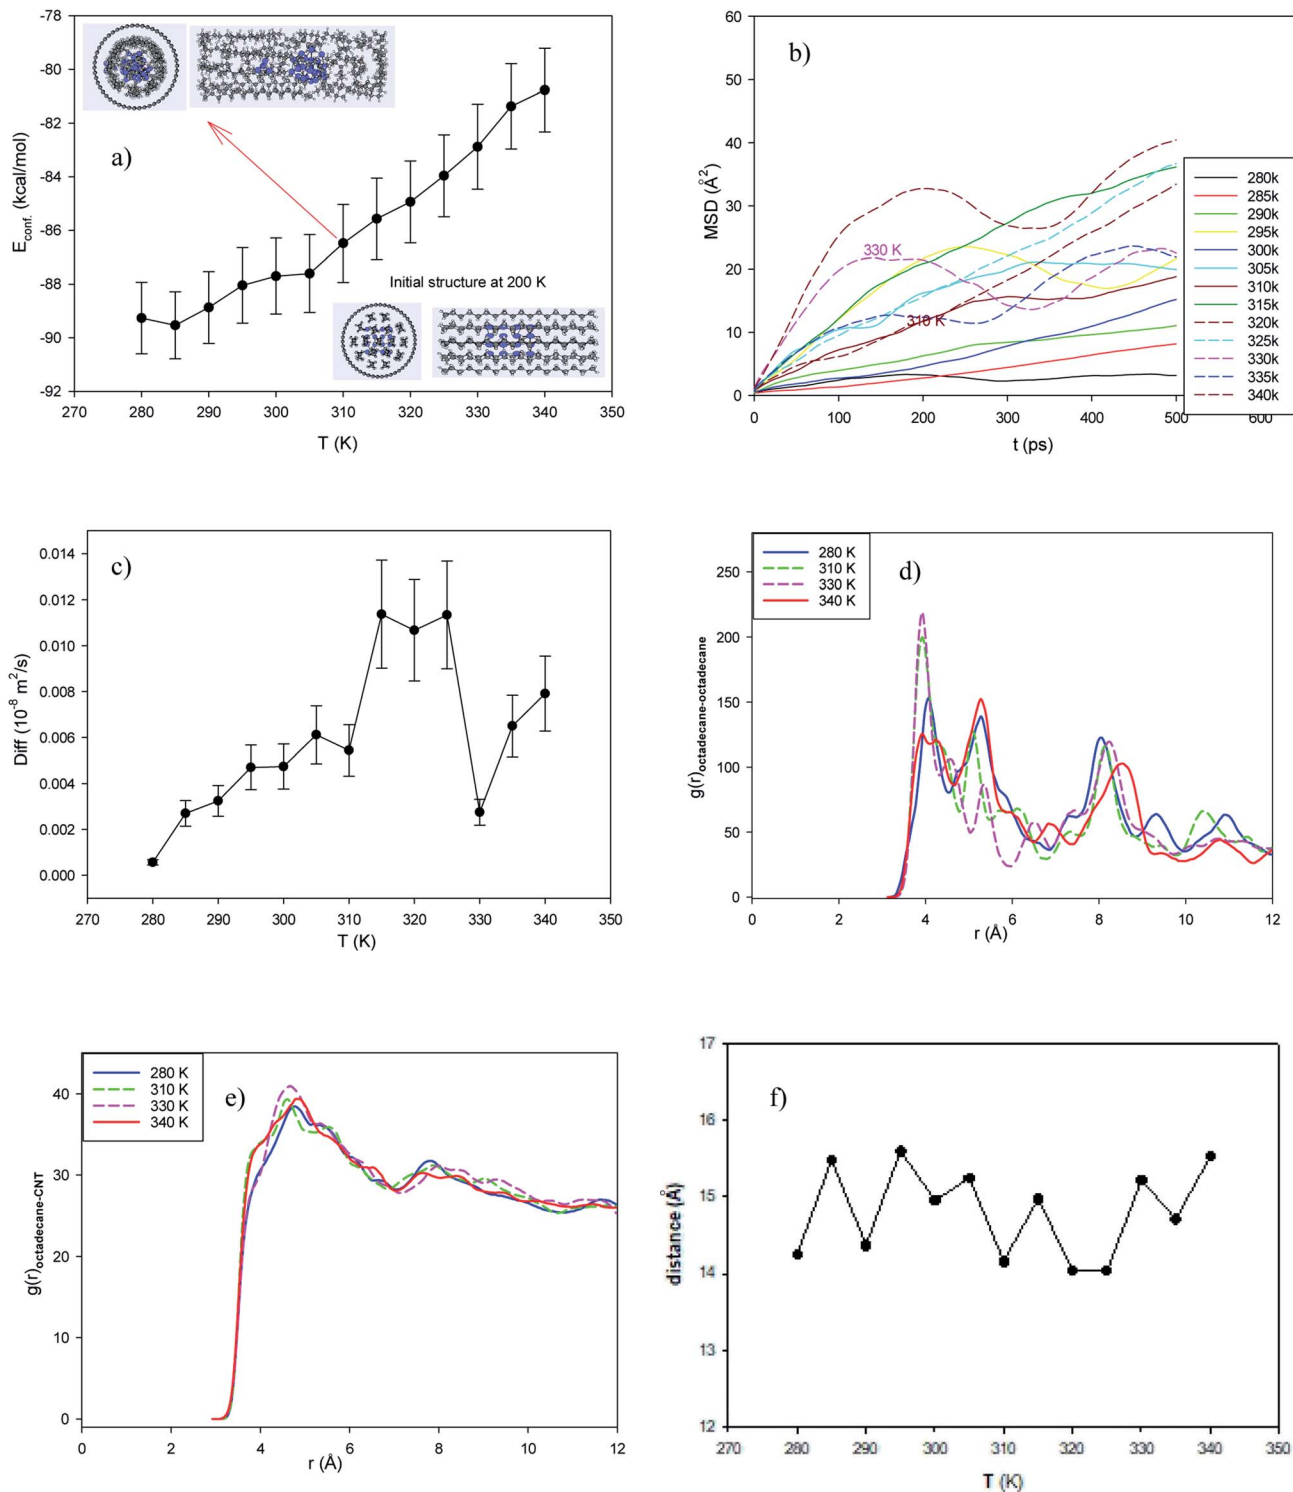 -78
-80
-82
-84
-86
-88
-90
-92
E conf. (kcal/mol)
a)
Initial structure at 200 K
270 280 290 300 310 320 330 340 350
T (K)
60
50
40
30
20
10
0
MSD (Å²)
b)
330 K
310 K
280k
285k
290k
295k
300k
305k
310k
315k
320k
325k
330k
335k
340k
0 100 200 300 400 500 600
t (ps)
0.014
0.012
0.010
0.008
0.006
0.004
0.002
0.000
Diff (10⁻⁸ m²/s)
c)
270 280 290 300 310 320 330 340 350
T (K)
280 K
310 K
330 K
340 K
d)
250
200
150
100
50
0
g(r)octadecane-octadecane
0 2 4 6 8 10 12
r (Å)
280 K
310 K
330 K
340 K
e)
40
30
20
10
0
g(r)octadecane-CNT
0 2 4 6 8 10 12
r (Å)
17
16
15
14
13
12
distance (Å)
f)
270 280 290 300 310 320 330 340 350
T (K)